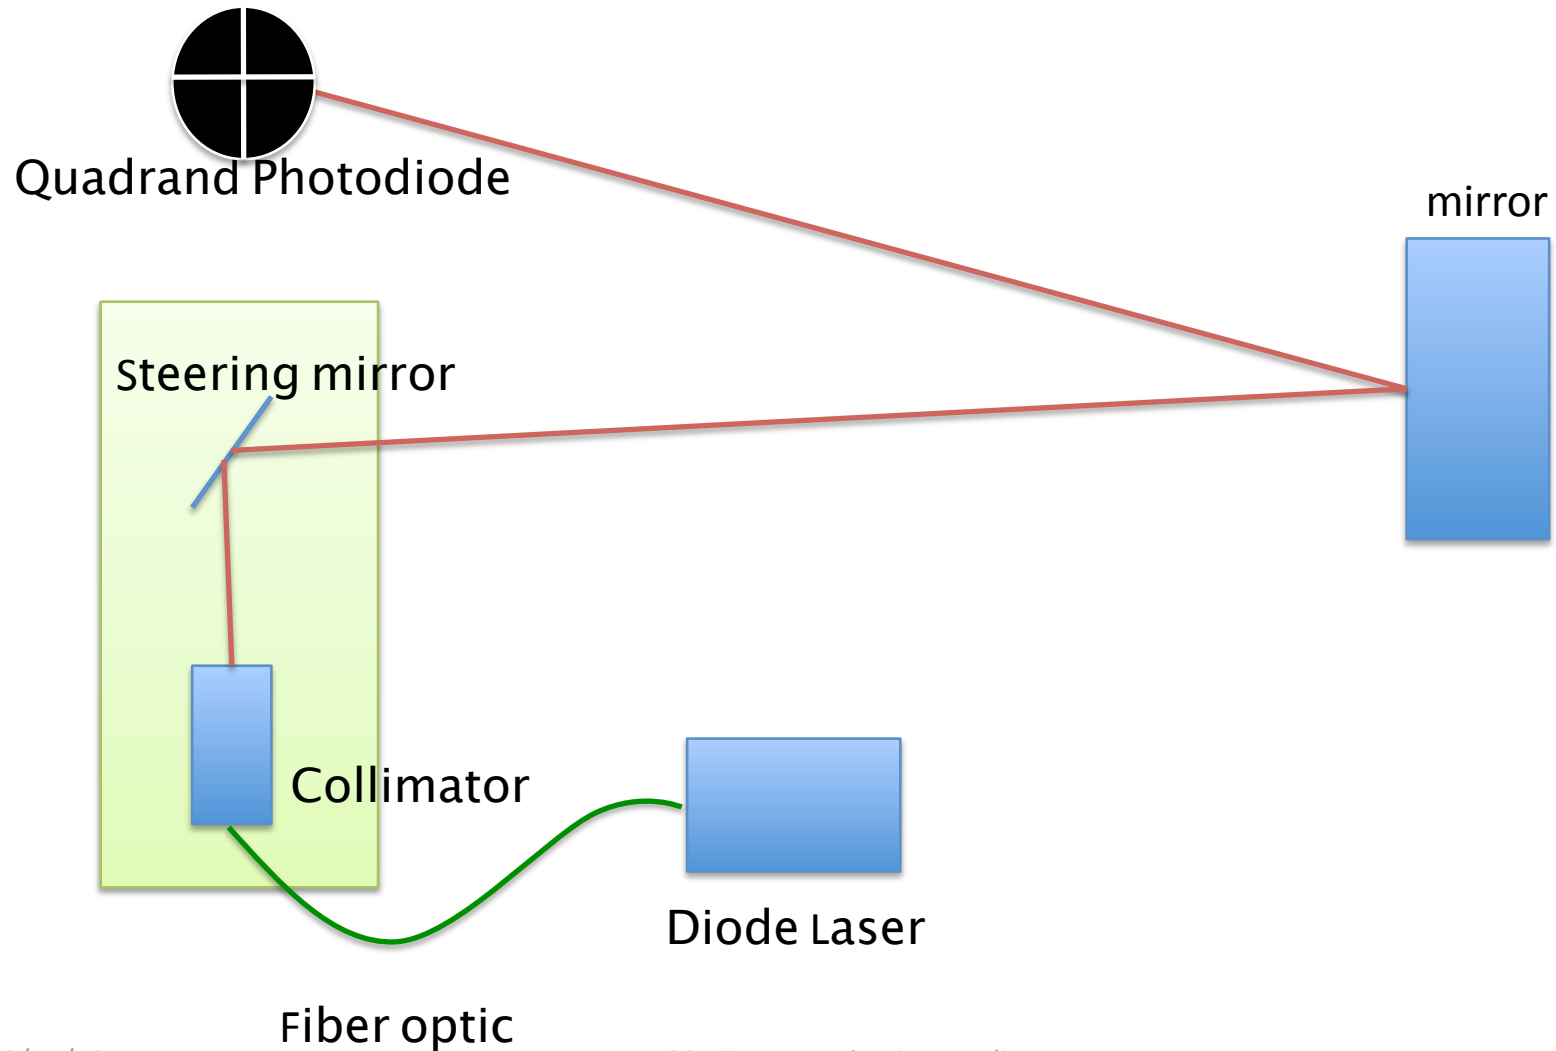 Quadrand Photodiode
mirror
Steering mirror
Collimator
Diode Laser
Fiber optic